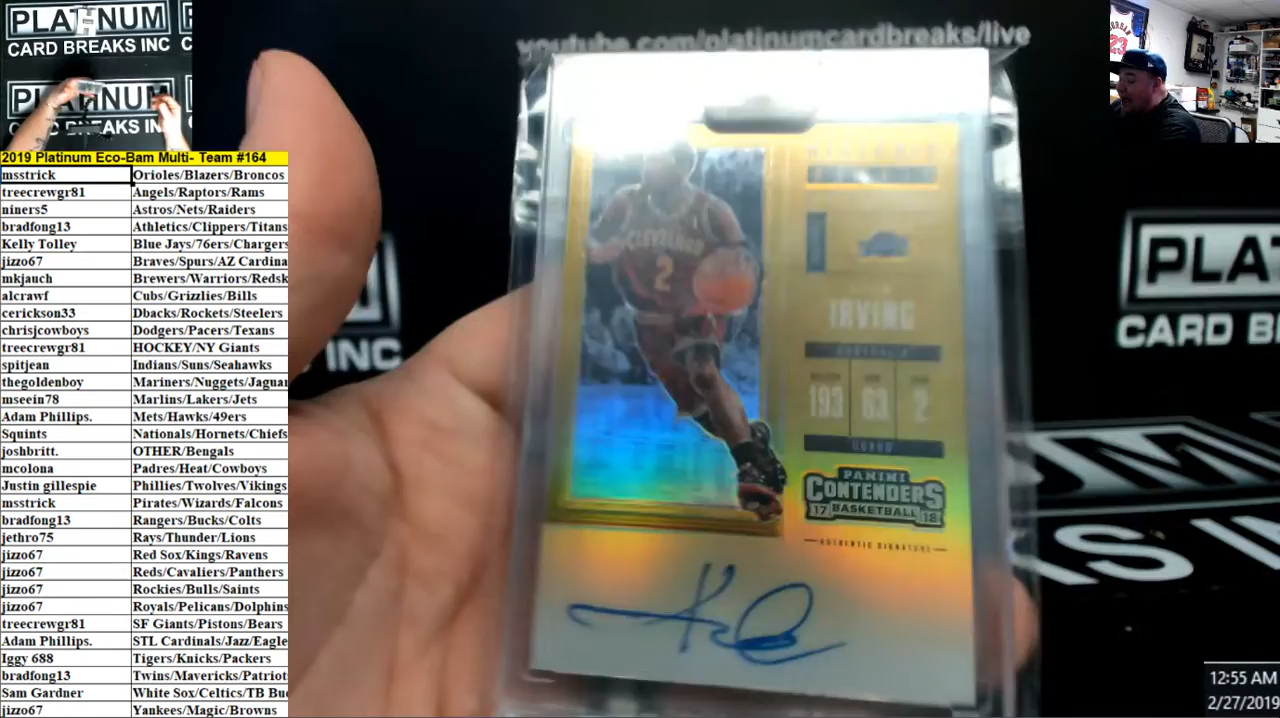 PLATINUM
CARD BREAKS INC
PLATINUM
CARD BREAKS INC
2019 Platinum Eco-Bam Multi- Team #164
msstrick Orioles/Blazers/Broncos
treecrewgr81 Angels/Raptors/Rams
niners5 Astros/Nets/Raiders
bradfong13 Athletics/Clippers/Titans
Kelly Tolley Blue Jays/76ers/Chargers
jizzo67 Braves/Spurs/AZ Cardina
mkjauch Brewers/Warriors/Redsk
alcrawf Cubs/Grizzlies/Bills
cerickson33 Dbacks/Rockets/Steelers
chrisjcowboys Dodgers/Pacers/Texans
treecrewgr81 HOCKEY/NY Giants
spitjean Indians/Suns/Seahawks
thegoldenboy Mariners/Nuggets/Jaguar
mseein78 Marlins/Lakers/Jets
Adam Phillips. Mets/Hawks/49ers
Squints Nationals/Hornets/Chiefs
joshbritt. OTHER/Bengals
mcolona Padres/Heat/Cowboys
Justin gillespie Phillies/Twolves/Vikings
msstrick Pirates/Wizards/Falcons
bradfong13 Rangers/Bucks/Colts
jethro75 Rays/Thunder/Lions
jizzo67 Red Sox/Kings/Ravens
jizzo67 Reds/Cavaliers/Panthers
jizzo67 Rockies/Bulls/Saints
jizzo67 Royals/Pelicans/Dolphins
treecrewgr81 SF Giants/Pistons/Bears
Adam Phillips. STL Cardinals/Jazz/Eagle
Iggy 688 Tigers/Knicks/Packers
bradfong13 Twins/Mavericks/Patriot
Sam Gardner White Sox/Celtics/TB Buc
jizzo67 Yankees/Magic/Browns
youtube.com/platinumcardbreaks/live
CLEVELAND
2
IRVING
193 63 2
GUARD
PANINI
CONTENDERS
17 BASKETBALL 18
AUTHENTIC SIGNATURE
INC
PLA
CARD B
S IN
23
12:55 AM
2/27/2019